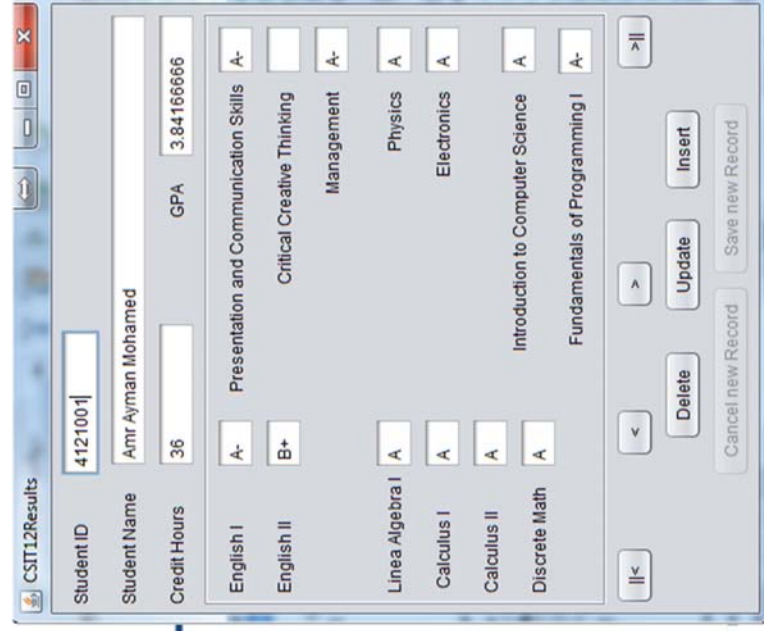 CSIT12Results
Student ID 4121001
Student Name Amr Ayman Mohamed
Credit Hours 36 GPA 3.84166666
English I A- Presentation and Communication Skills A-
English II B+ Critical Creative Thinking
Management A-
Linea Algebra I A Physics A
Calculus I A Electronics A
Calculus II A
Introduction to Computer Science A
Discrete Math A
Fundamentals of Programming I A-
||< < > >||
Delete Update Insert
Cancel new Record Save new Record